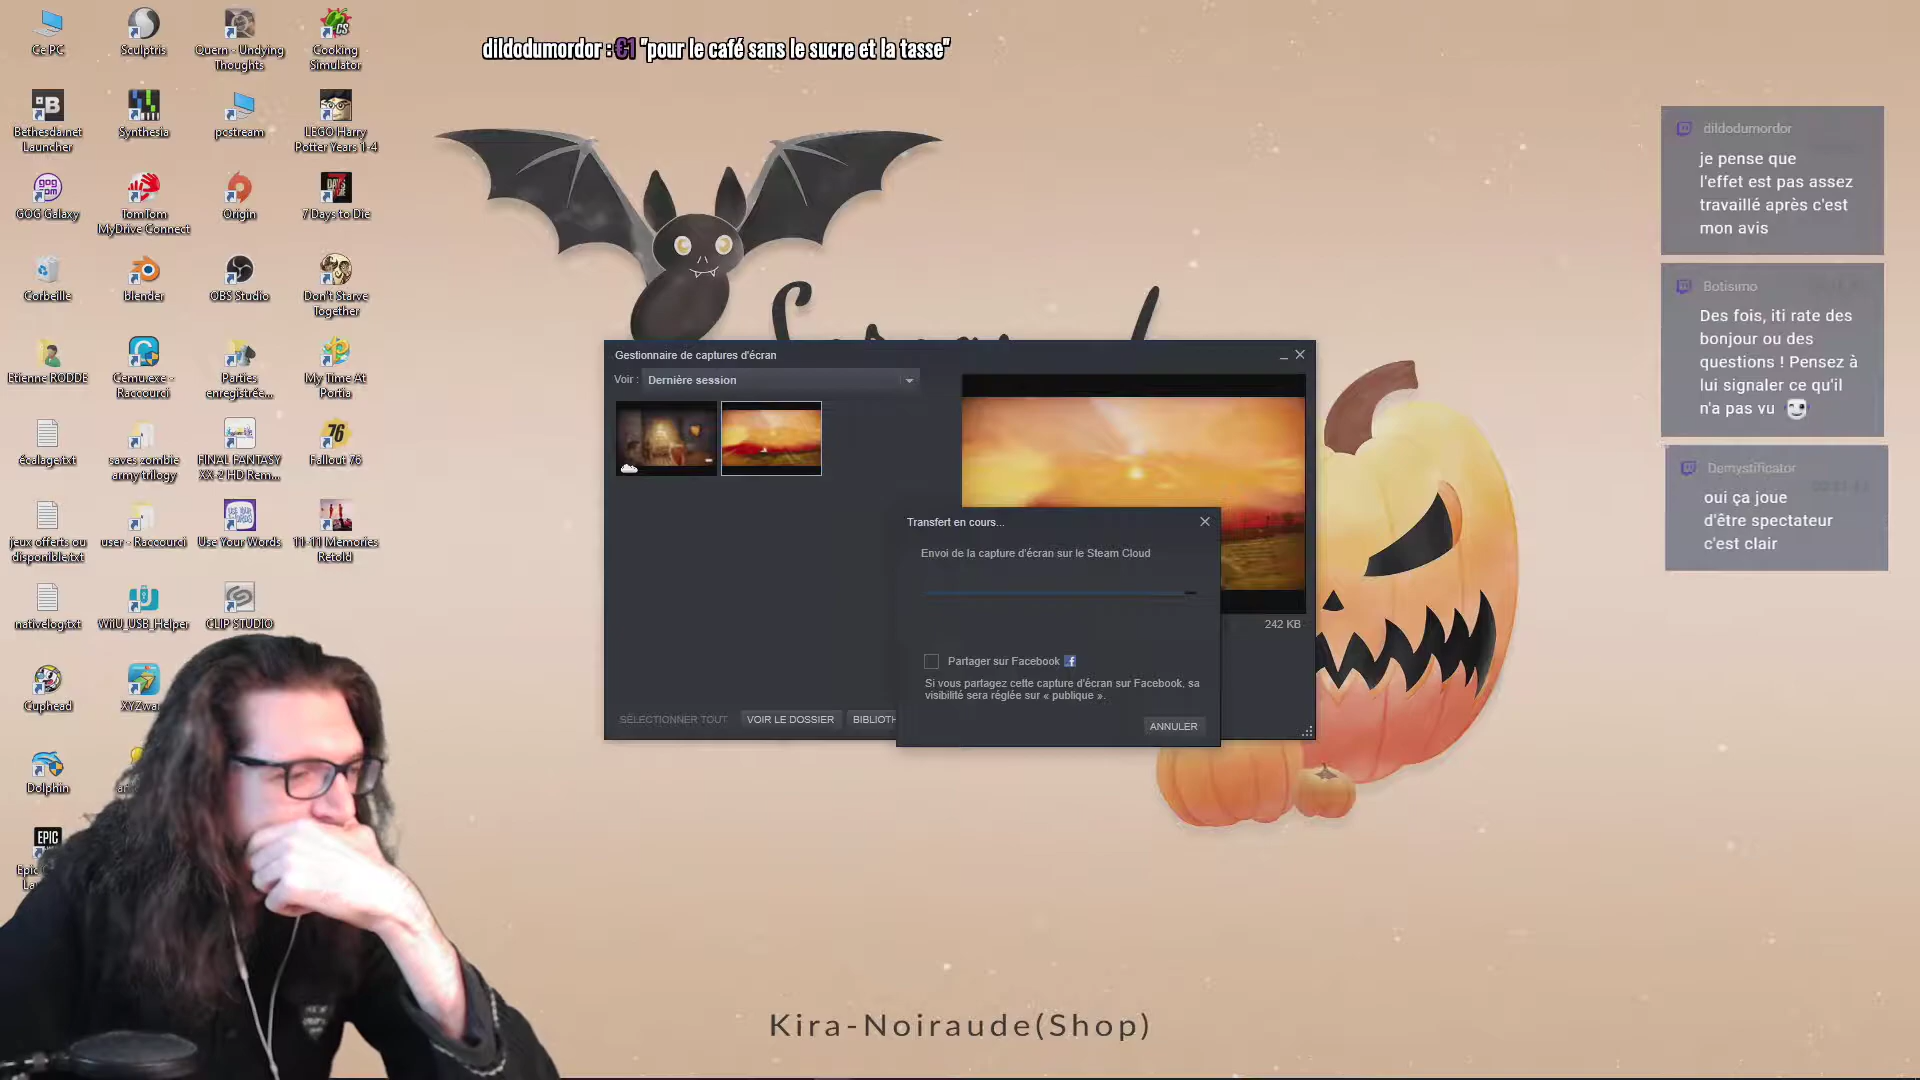 Ce PC
Sculptris
Quern - Undying
Thoughts
Cooking
Simulator
dildodumordor : €1 "pour le café sans le sucre et la tasse"
Bethesda.net
Launcher
Synthesia
pcstream
LEGO Harry
Potter Years 1-4
GOG Galaxy
TomTom
MyDrive Connect
Origin
7 Days to Die
Corbeille
blender
OBS Studio
Don't Starve
Together
Etienne RODDE
Cemu.exe -
Raccourci
Parties
enregistrée...
My Time At
Portia
écalage.txt
saves zombie
army trilogy
FINAL FANTASY
XX-2 HD Rem...
Fallout 76
jeux offerts ou
disponible.txt
user - Raccourci
Use Your Words
11-11 Memories
Retold
nativelog.txt
WiiU_USB_Helper
CLIP STUDIO
Cuphead
Dolphin
EPIC
dildodumordor
je pense que
l'effet est pas assez
travaillé après c'est
mon avis
Botisimo
Des fois, iti rate des
bonjour ou des
questions ! Pensez à
lui signaler ce qu'il
n'a pas vu
Demystificator
oui ça joue
d'être spectateur
c'est clair
Gestionnaire de captures d'écran
Voir : Dernière session
242 KB
SÉLECTIONNER TOUT
VOIR LE DOSSIER
BIBLIOTH
Transfert en cours...
Envoi de la capture d'écran sur le Steam Cloud
Partager sur Facebook
Si vous partagez cette capture d'écran sur Facebook, sa
visibilité sera réglée sur « publique ».
ANNULER
Kira-Noiraude(Shop)